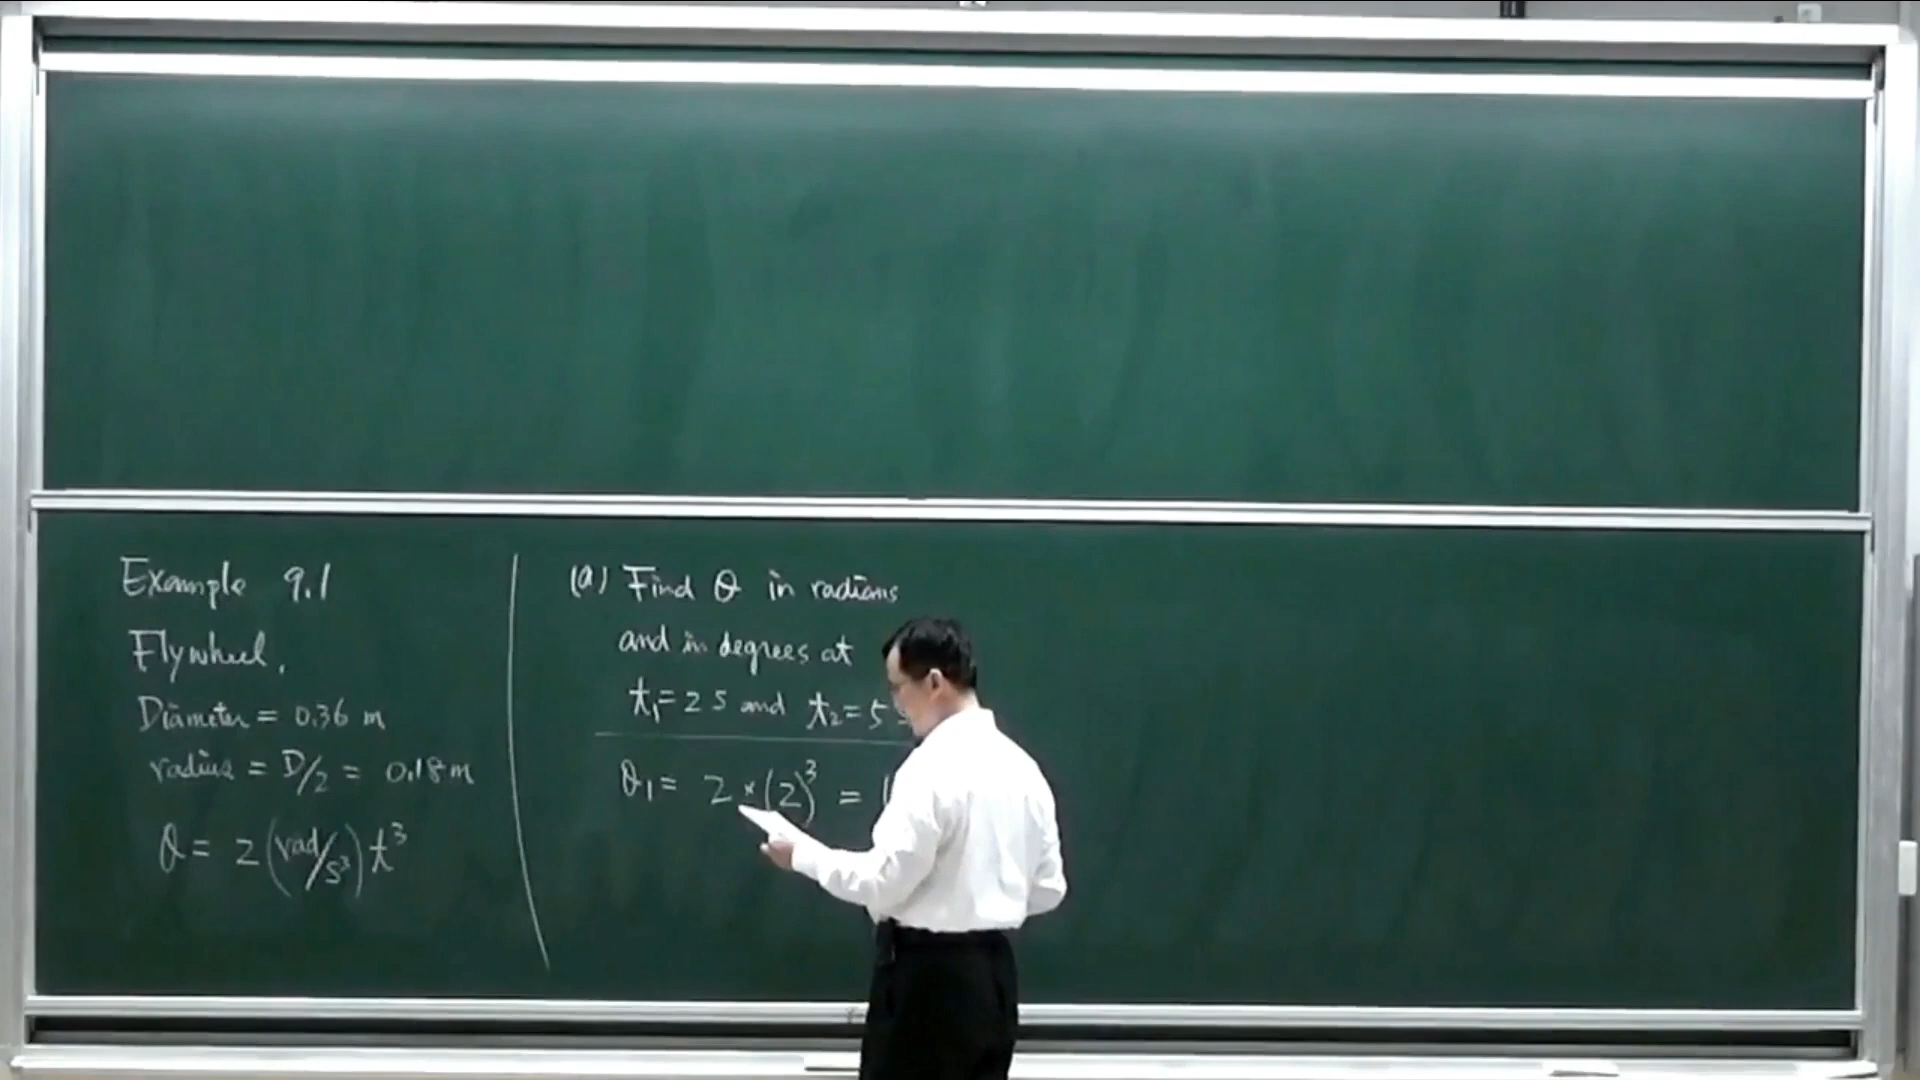 Example 9.1
Flywheel.
Diameter = 0.36 m
radius = D/2 = 0.18 m
θ = 2 (rad/s³) t³
(a) Find θ in radians
and in degrees at
t₁=2 s and t₂=5
θ₁= 2 × (2)³ =